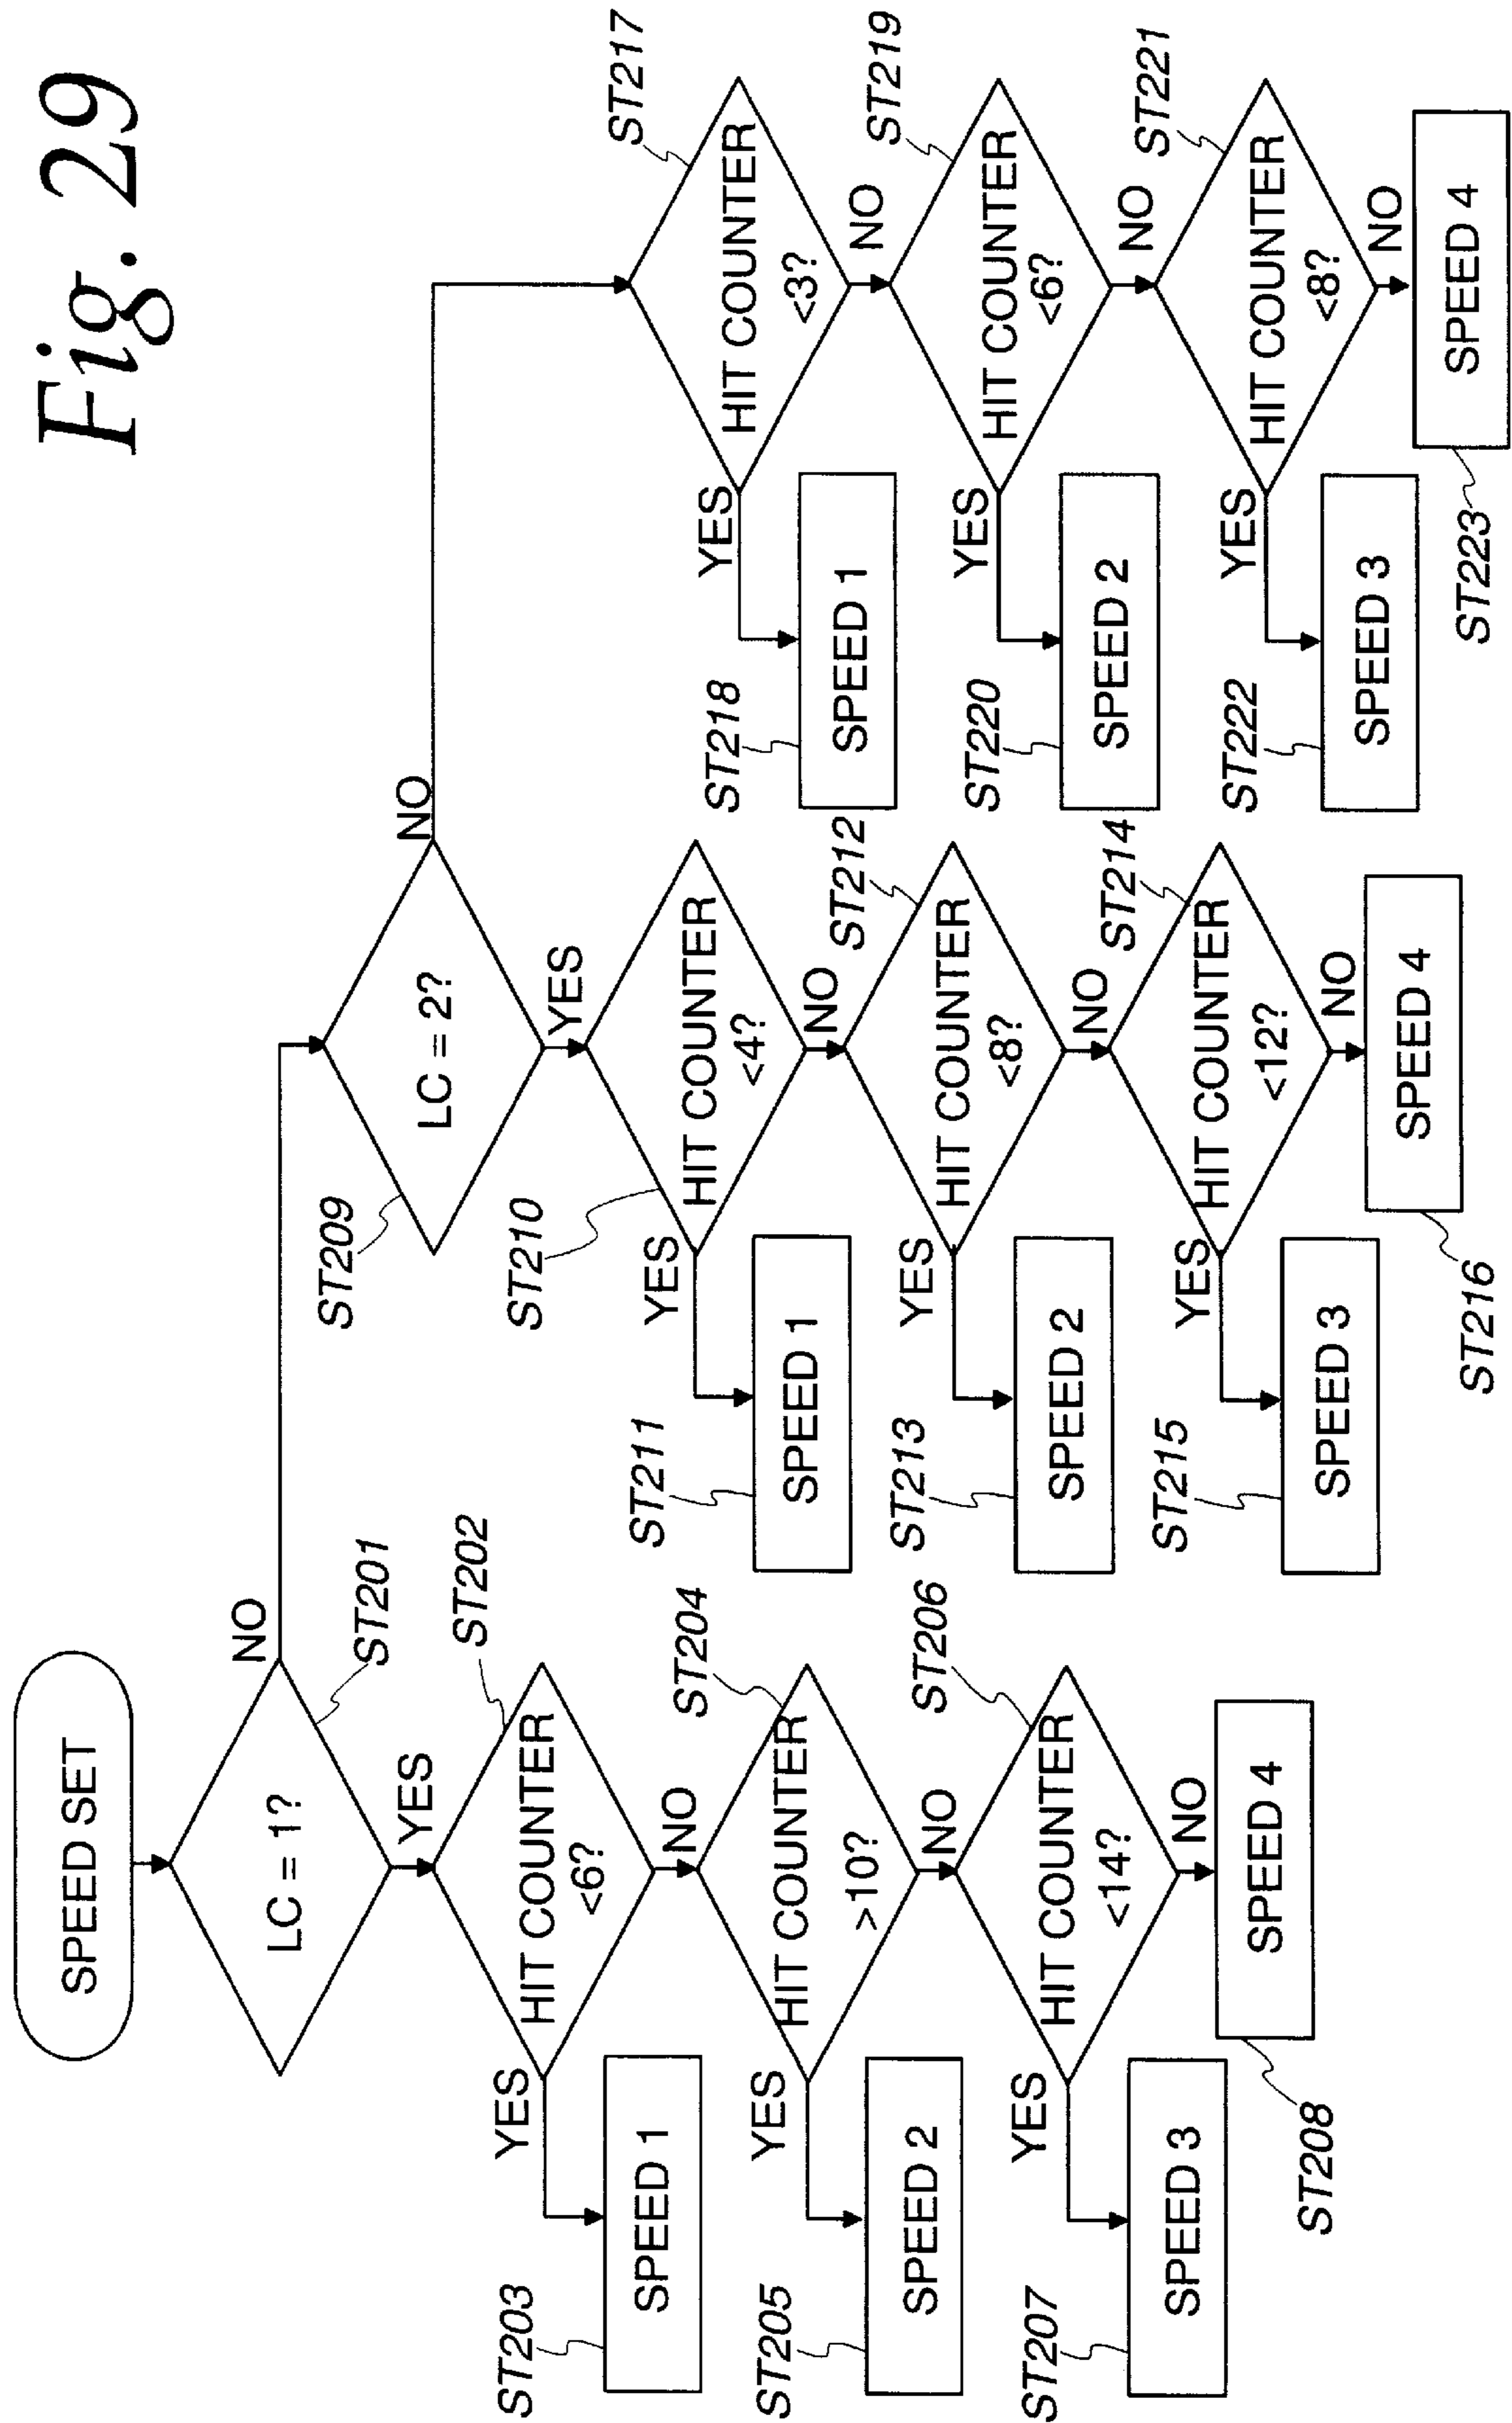 Fig. 29
SPEED SET
LC = 1?
NO
ST201
YES
HIT COUNTER
<6?
ST202
YES
ST203
SPEED 1
NO
HIT COUNTER
>10?
ST204
YES
ST205
SPEED 2
NO
HIT COUNTER
<14?
ST206
YES
ST207
SPEED 3
NO
SPEED 4
ST208
LC = 2?
ST209
NO
YES
HIT COUNTER
<4?
ST210
YES
ST211
SPEED 1
NO
HIT COUNTER
<8?
ST212
YES
ST213
SPEED 2
NO
HIT COUNTER
<12?
ST214
YES
ST215
SPEED 3
NO
SPEED 4
ST216
HIT COUNTER
<3?
ST217
YES
ST218
SPEED 1
NO
HIT COUNTER
<6?
ST219
YES
ST220
SPEED 2
NO
HIT COUNTER
<8?
ST221
YES
ST222
SPEED 3
NO
SPEED 4
ST223